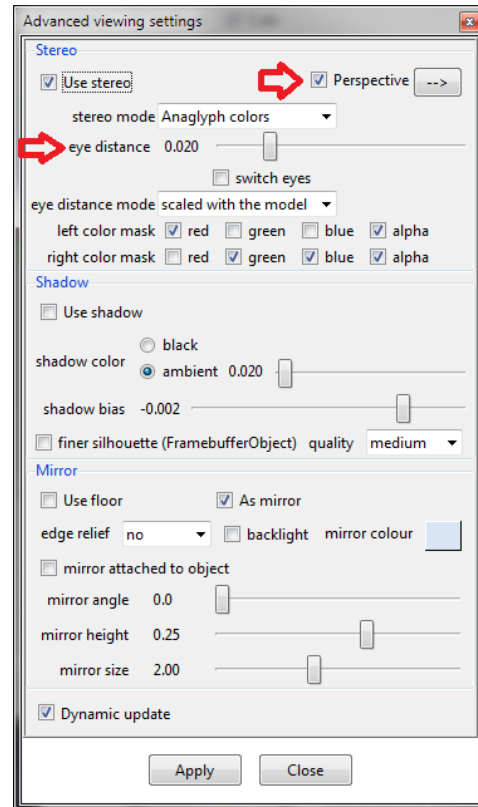 Advanced viewing settings
Stereo
Use stereo Perspective -->
stereo mode Anaglyph colors
eye distance 0.020
switch eyes
eye distance mode scaled with the model
left color mask red green blue alpha
right color mask red green blue alpha
Shadow
Use shadow
black
shadow color
ambient 0.020
shadow bias -0.002
finer silhouette (FramebufferObject) quality medium
Mirror
Use floor As mirror
edge relief no backlight mirror colour
mirror attached to object
mirror angle 0.0
mirror height 0.25
mirror size 2.00
Dynamic update
Apply Close